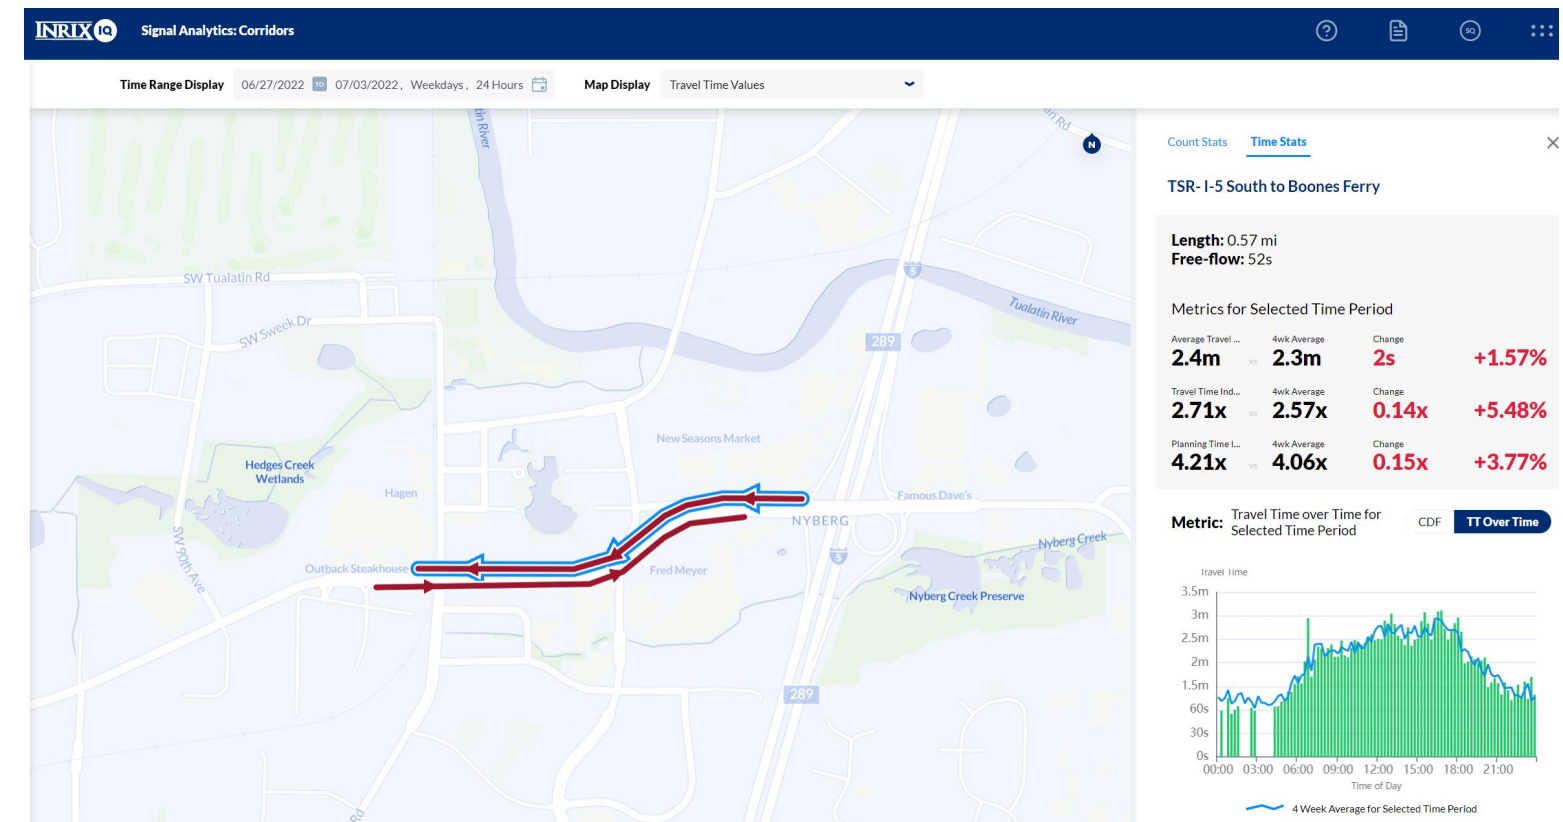 INRIX IQ
Signal Analytics: Corridors
?
SQ
Time Range Display
06/27/2022 TO 07/03/2022, Weekdays, 24 Hours
Map Display
Travel Time Values
Tualatin River
Rd
N
SW Tualatin Rd
SW Sweek Dr
5
Tualatin River
289
New Seasons Market
Hedges Creek
Wetlands
Hagen
Famous Dave's
NYBERG
SW 90th Ave
Nyberg Creek
5
Outback Steakhouse
Fred Meyer
Nyberg Creek Preserve
289
Rd
Count Stats
Time Stats
TSR- I-5 South to Boones Ferry
Length: 0.57 mi
Free-flow: 52s
Metrics for Selected Time Period
Average Travel ...
4wk Average
Change
2.4m vs 2.3m 2s +1.57%
Travel Time Ind...
4wk Average
Change
2.71x vs 2.57x 0.14x +5.48%
Planning Time I...
4wk Average
Change
4.21x vs 4.06x 0.15x +3.77%
Metric:
Travel Time over Time for
Selected Time Period
CDF
TT Over Time
Travel Time
3.5m
3m
2.5m
2m
1.5m
60s
30s
0s
00:00 03:00 06:00 09:00 12:00 15:00 18:00 21:00
Time of Day
4 Week Average for Selected Time Period